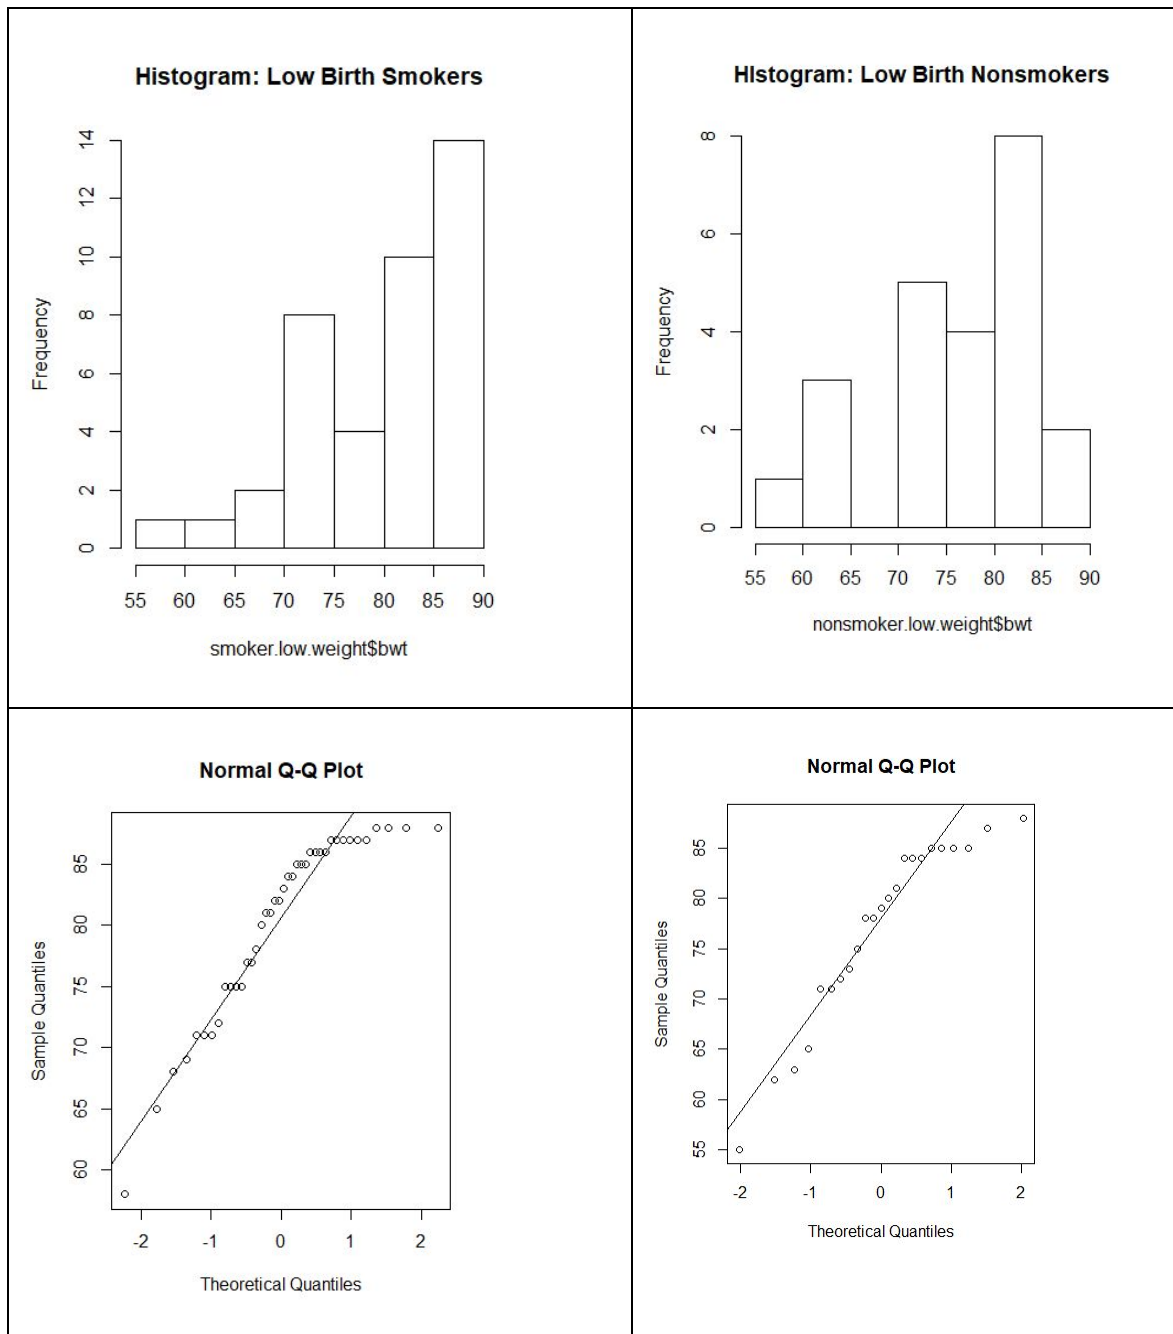 Histogram: Low Birth Smokers
14
12
10
8
6
4
2
0
Frequency
55 60 65 70 75 80 85 90
smoker.low.weight$bwt
HIstogram: Low Birth Nonsmokers
8
6
4
2
0
Frequency
55 60 65 70 75 80 85 90
nonsmoker.low.weight$bwt
Normal Q-Q Plot
85
80
75
70
65
60
Sample Quantiles
-2 -1 0 1 2
Theoretical Quantiles
Normal Q-Q Plot
85
80
75
70
65
60
55
Sample Quantiles
-2 -1 0 1 2
Theoretical Quantiles